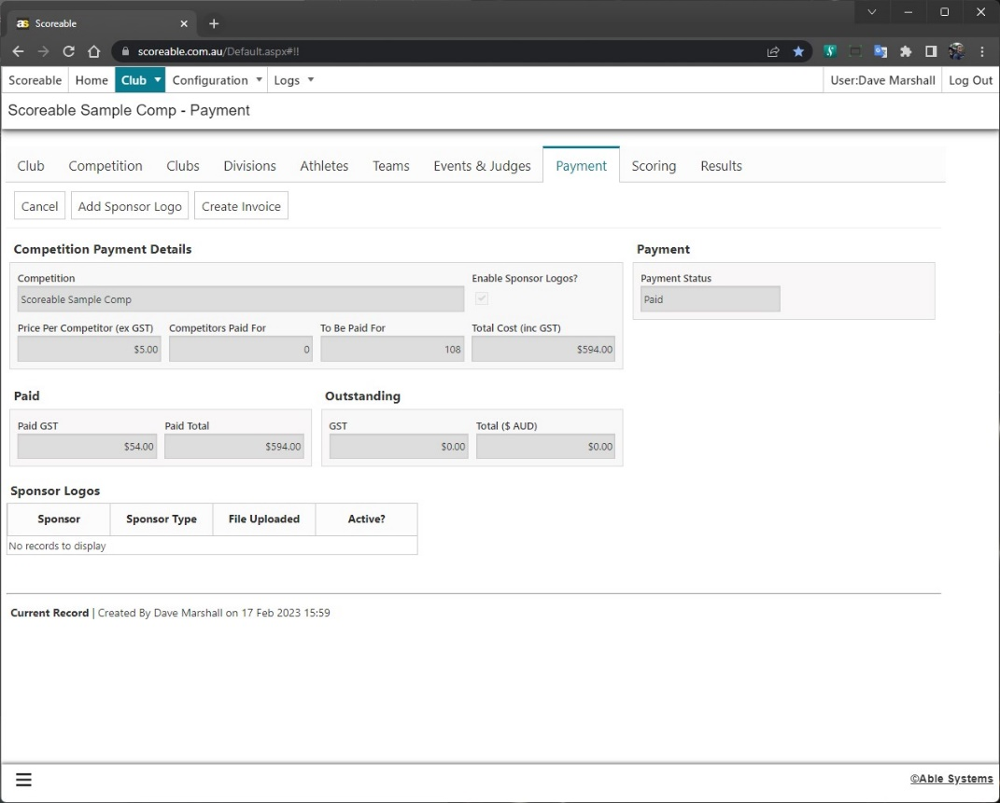 as Scoreable
scoreable.com.au/Default.aspx#!!
Scoreable Home Club Configuration Logs User:Dave Marshall Log Out
Scoreable Sample Comp - Payment
Club Competition Clubs Divisions Athletes Teams Events & Judges Payment Scoring Results
Cancel Add Sponsor Logo Create Invoice
Competition Payment Details Payment
Competition Enable Sponsor Logos? Payment Status
Scoreable Sample Comp Paid
Price Per Competitor (ex GST) Competitors Paid For To Be Paid For Total Cost (inc GST)
$5.00 0 108 $594.00
Paid Outstanding
Paid GST Paid Total GST Total ($ AUD)
$54.00 $594.00 $0.00 $0.00
Sponsor Logos
Sponsor Sponsor Type File Uploaded Active?
No records to display
Current Record | Created By Dave Marshall on 17 Feb 2023 15:59
©Able Systems